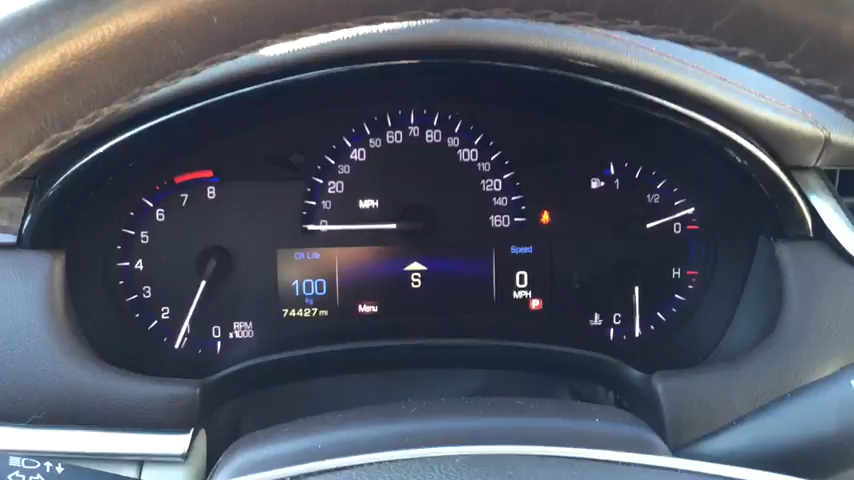 0 1 2 3 4 5 6 7 8
RPM
x1000
0 10 20 30 40 50 60 70 80 90 100 110 120 140 160
MPH
Oil Life
100
%
74427 mi
Menu
S
Speed
0
MPH
P
1
1/2
0
H
C